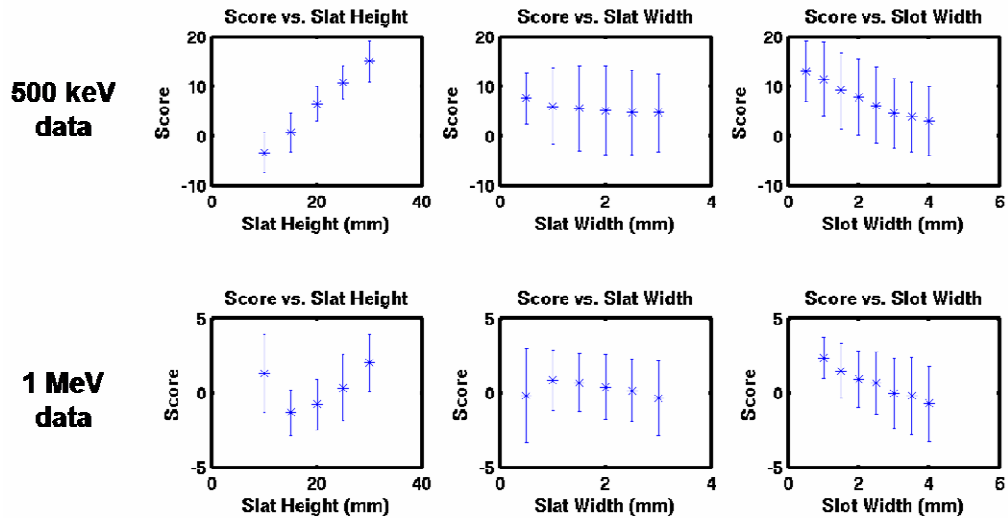 500 keV
data
Score vs. Slat Height
20
10
0
-10
Score
0
20
40
Slat Height (mm)
Score vs. Slat Width
20
10
0
-10
Score
0
2
4
Slat Width (mm)
Score vs. Slot Width
20
10
0
-10
Score
0
2
4
6
Slot Width (mm)
1 MeV
data
Score vs. Slat Height
5
0
-5
Score
0
20
40
Slat Height (mm)
Score vs. Slat Width
5
0
-5
Score
0
2
4
Slat Width (mm)
Score vs. Slot Width
5
0
-5
Score
0
2
4
6
Slot Width (mm)